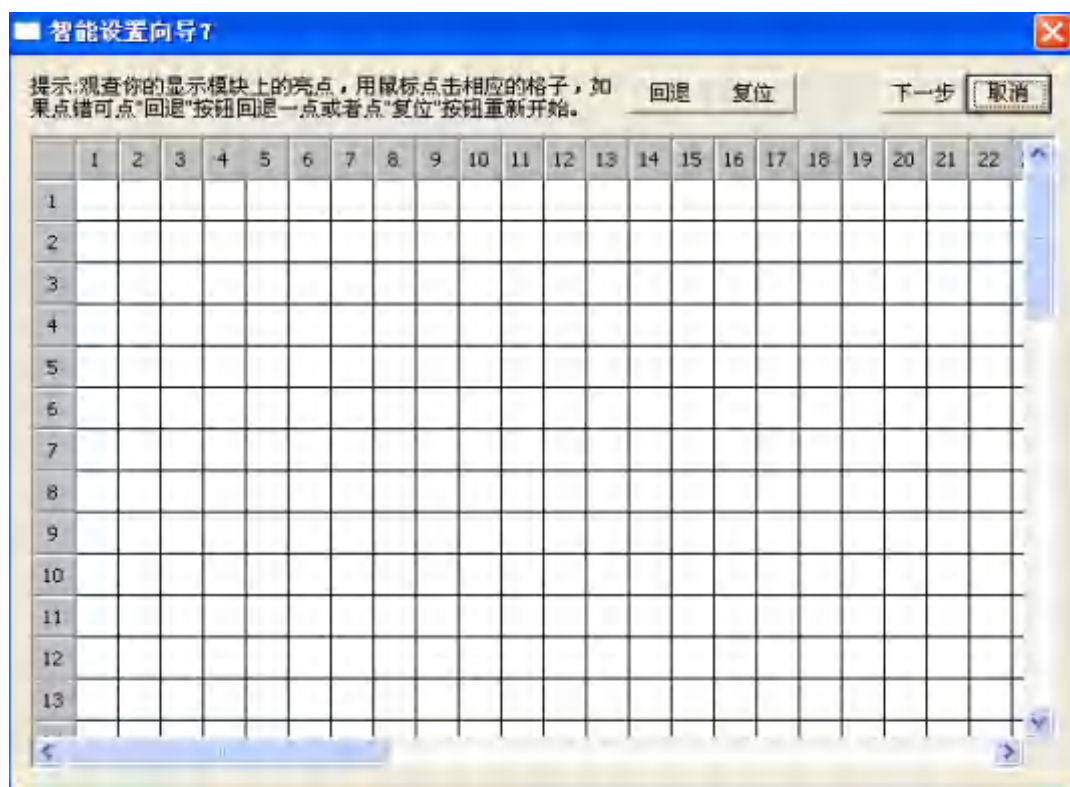 智能设置向导7
提示:观查你的显示模块上的亮点，用鼠标点击相应的格子，如
果点错可点"回退"按钮回退一点或者点"复位"按钮重新开始。
回退 复位 下一步 取消
1 2 3 4 5 6 7 8 9 10 11 12 13 14 15 16 17 18 19 20 21 22
1
2
3
4
5
6
7
8
9
10
11
12
13